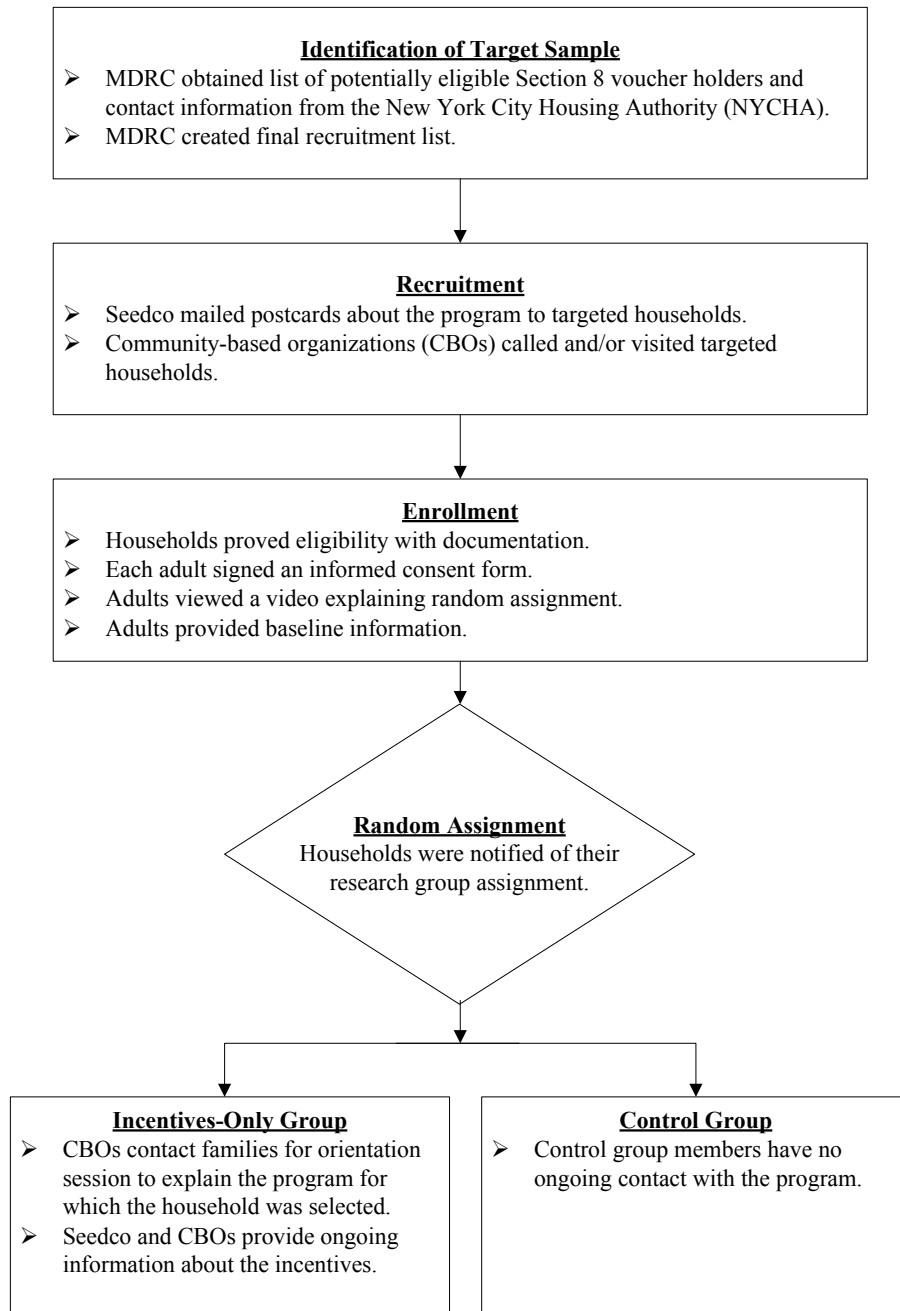 Identification of Target Sample
➢ MDRC obtained list of potentially eligible Section 8 voucher holders and
contact information from the New York City Housing Authority (NYCHA).
➢ MDRC created final recruitment list.
Recruitment
➢ Seedco mailed postcards about the program to targeted households.
➢ Community-based organizations (CBOs) called and/or visited targeted
households.
Enrollment
➢ Households proved eligibility with documentation.
➢ Each adult signed an informed consent form.
➢ Adults viewed a video explaining random assignment.
➢ Adults provided baseline information.
Random Assignment
Households were notified of their
research group assignment.
Incentives-Only Group
➢ CBOs contact families for orientation
session to explain the program for
which the household was selected.
➢ Seedco and CBOs provide ongoing
information about the incentives.
Control Group
➢ Control group members have no
ongoing contact with the program.